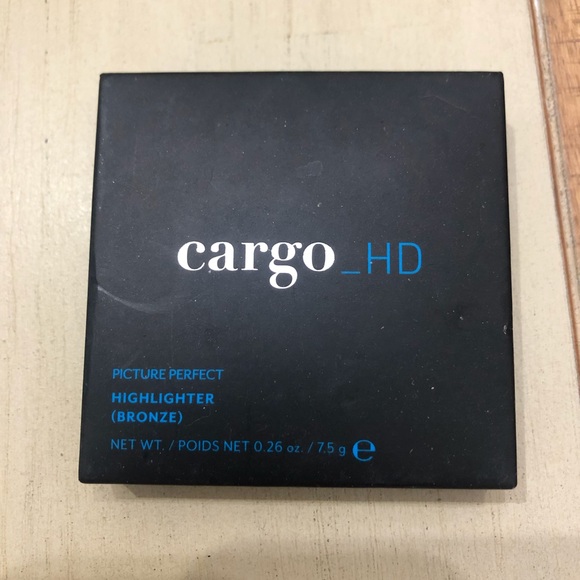 cargo_HD
PICTURE PERFECT
HIGHLIGHTER
(BRONZE)
NET WT. / POIDS NET 0.26 oz. / 7.5 g ℮